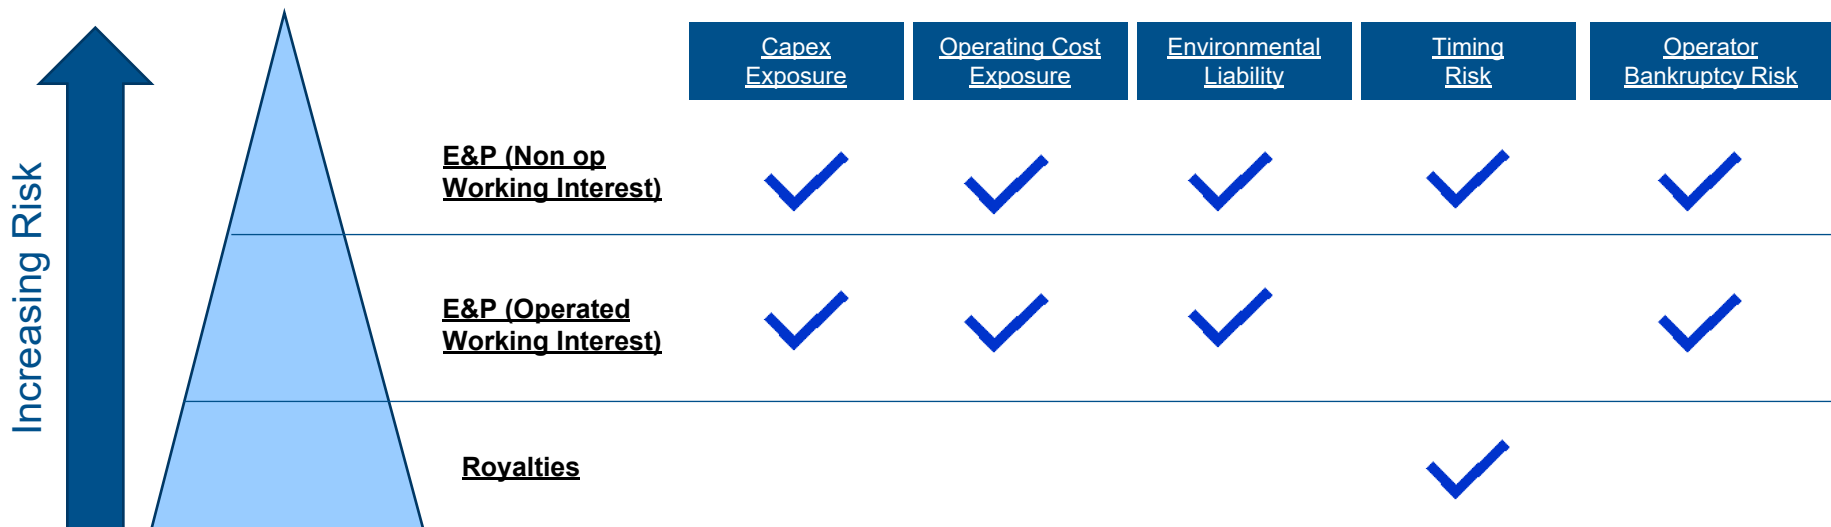 Increasing Risk
Capex
Exposure
Operating Cost
Exposure
Environmental
Liability
Timing
Risk
Operator
Bankruptcy Risk
E&P (Non op
Working Interest)
E&P (Operated
Working Interest)
Royalties